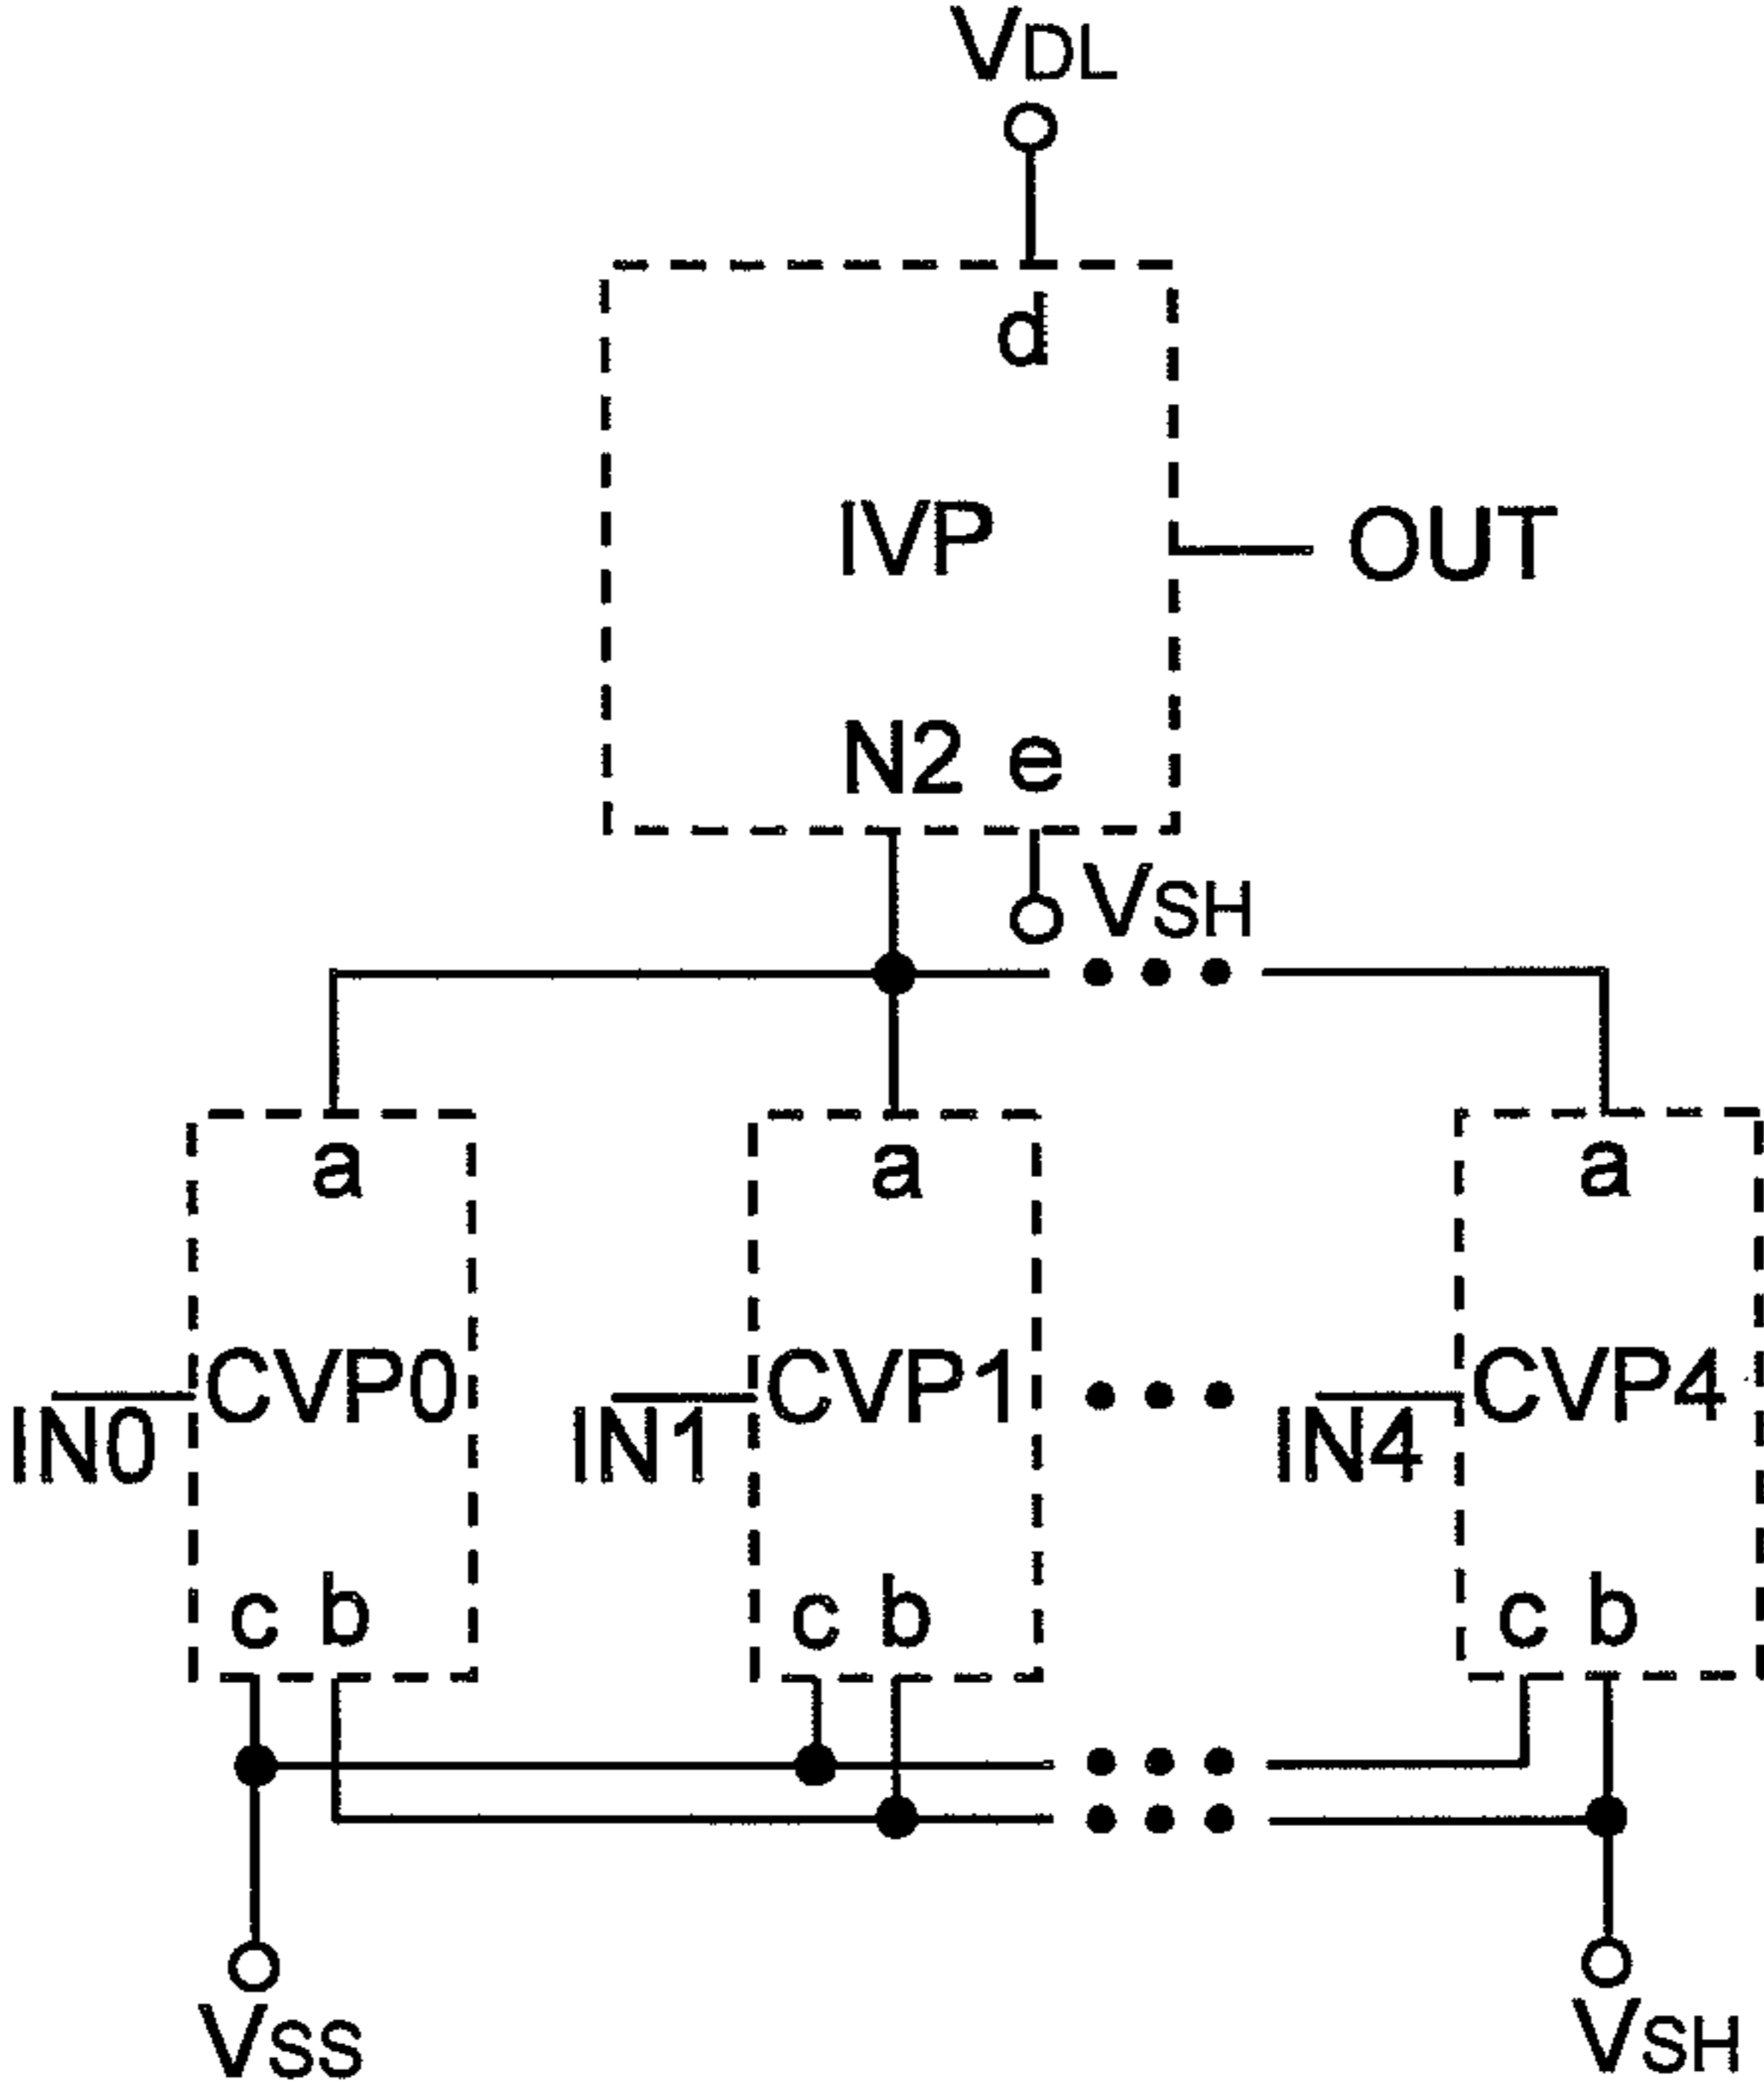 VDL
d
IVP OUT
N2 e
VSH
a a a
CVP0 CVP1 CVP4
IN0 IN1 IN4
c b c b c b
VSS VSH